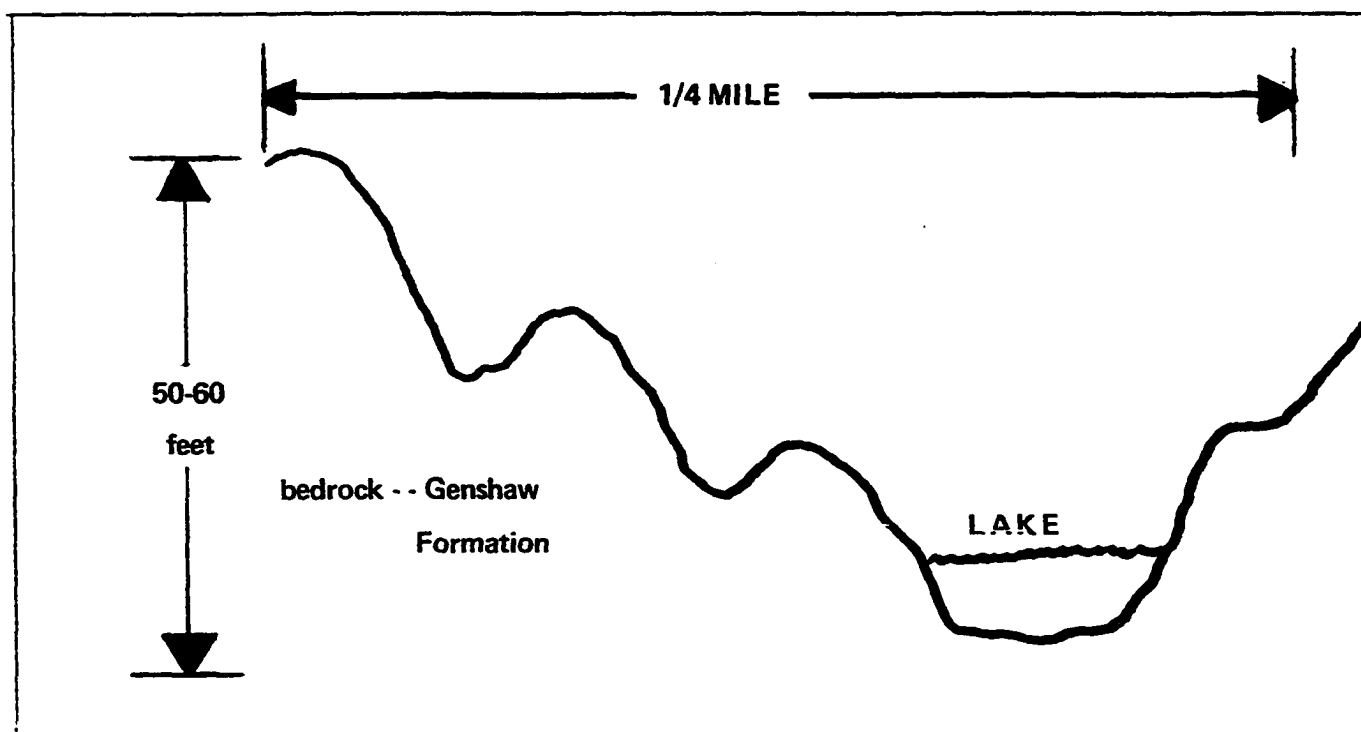 1/4 MILE
50-60
feet
bedrock - - Genshaw
Formation
LAKE